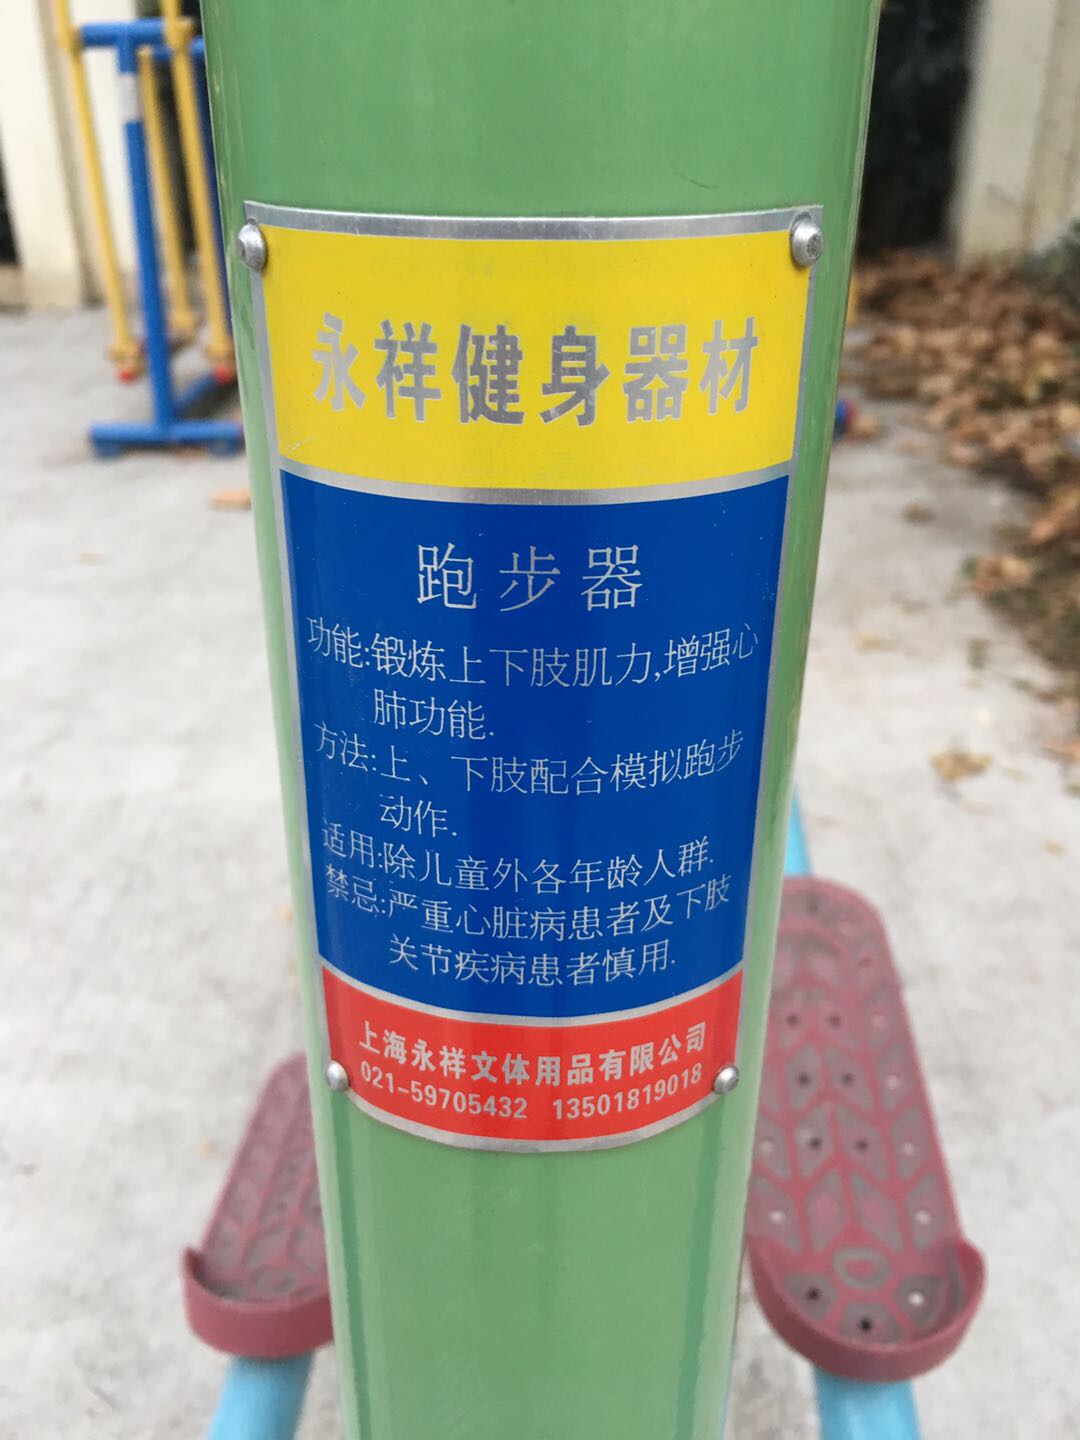 永祥健身器材
跑步器
功能:锻炼上下肢肌力,增强心
肺功能.
方法:上、下肢配合模拟跑步
动作.
适用:除儿童外各年龄人群.
禁忌:严重心脏病患者及下肢
关节疾病患者慎用.
上海永祥文体用品有限公司
021-59705432 13501819018